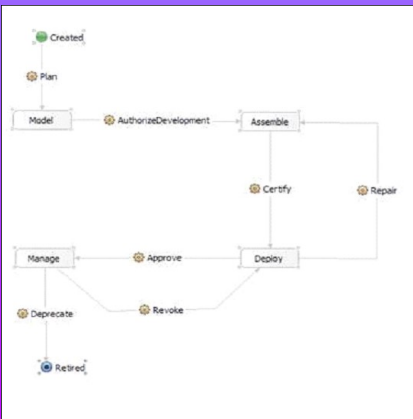 Created
Plan
Model
AuthorizeDevelopment
Assemble
Certify
Repair
Manage
Approve
Deploy
Deprecate
Revoke
Retired